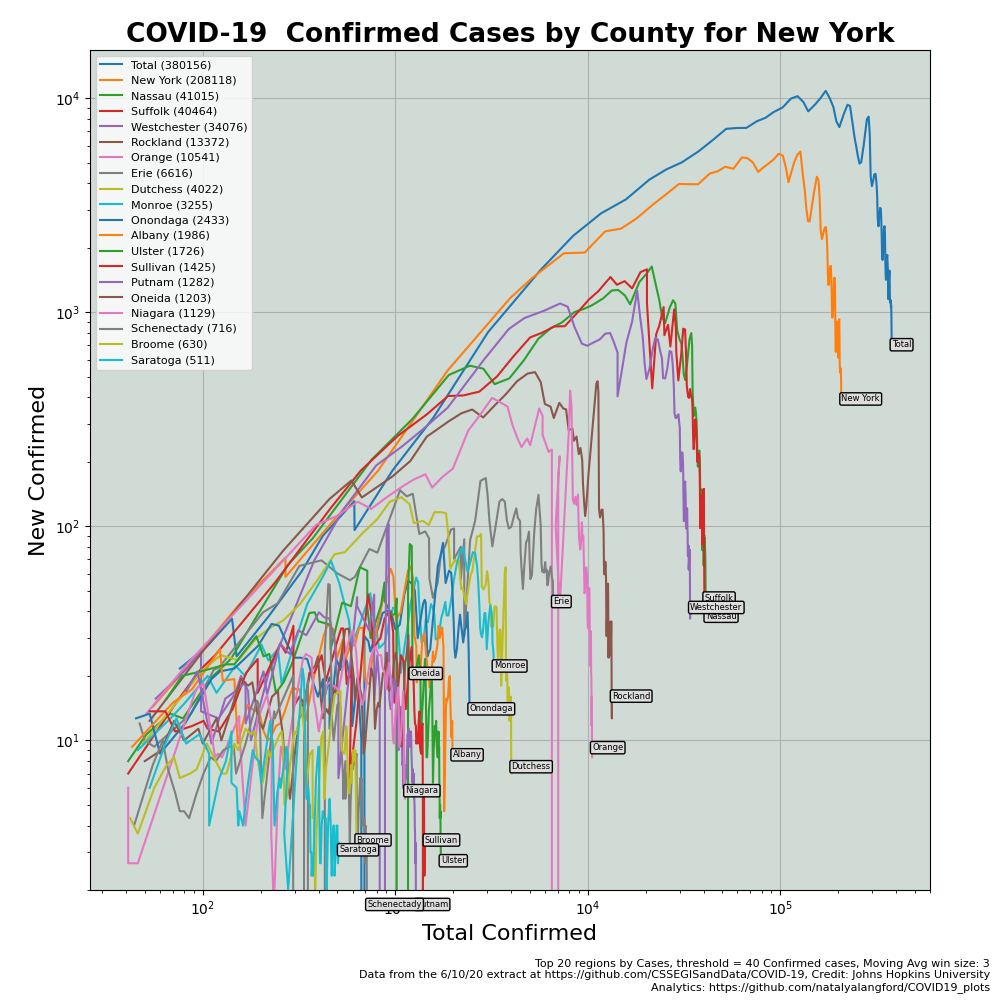 COVID-19  Confirmed Cases by County for New York
Total (380156)
New York (208118)
Nassau (41015)
Suffolk (40464)
Westchester (34076)
Rockland (13372)
Orange (10541)
Erie (6616)
Dutchess (4022)
Monroe (3255)
Onondaga (2433)
Albany (1986)
Ulster (1726)
Sullivan (1425)
Putnam (1282)
Oneida (1203)
Niagara (1129)
Schenectady (716)
Broome (630)
Saratoga (511)
10⁴
10³
10²
10¹
New Confirmed
Total
New York
Suffolk
Westchester
Nassau
Erie
Monroe
Oneida
Rockland
Onondaga
Orange
Albany
Dutchess
Niagara
Broome
Sullivan
Saratoga
Ulster
Schenectady
10²
10⁴
10⁵
Total Confirmed
Top 20 regions by Cases, threshold = 40 Confirmed cases, Moving Avg win size: 3
Data from the 6/10/20 extract at https://github.com/CSSEGISandData/COVID-19, Credit: Johns Hopkins University
Analytics: https://github.com/natalyalangford/COVID19_plots